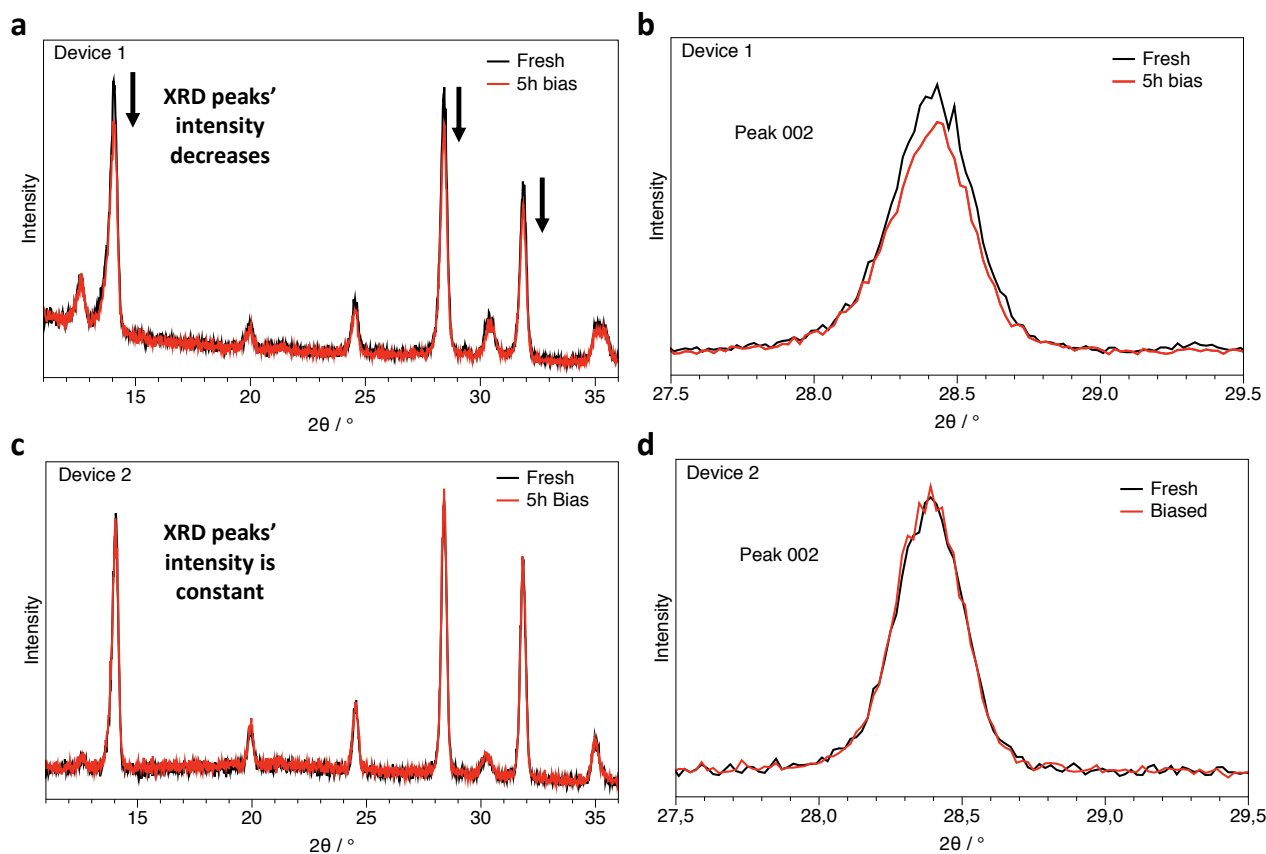 a
Device 1
Fresh
5h bias
XRD peaks’
intensity
decreases
Intensity
15 20 25 30 35
2θ / °
b
Device 1
Fresh
5h bias
Peak 002
Intensity
27.5 28.0 28.5 29.0 29.5
2θ / °
c
Device 2
Fresh
5h Bias
XRD peaks’
intensity is
constant
Intensity
15 20 25 30 35
2θ / °
d
Device 2
Fresh
Biased
Peak 002
Intensity
27,5 28,0 28,5 29,0 29,5
2θ / °